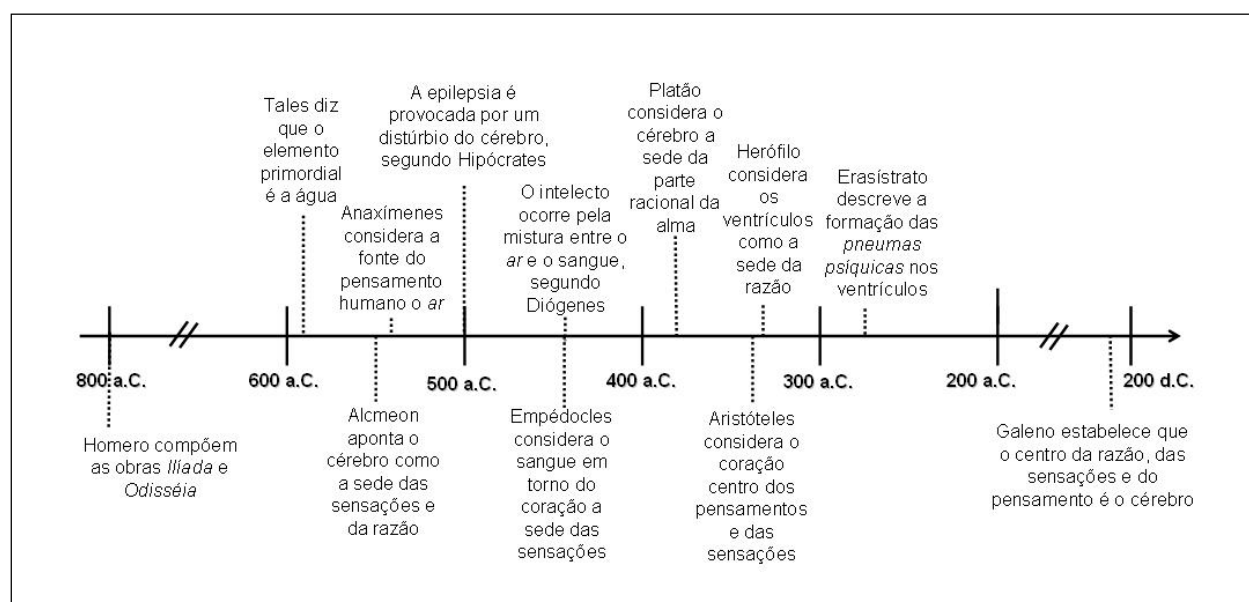 Tales diz
que o
elemento
primordial
é a água
Anaxímenes
considera a
fonte do
pensamento
humano o ar
A epilepsia é
provocada por um
distúrbio do cérebro,
segundo Hipócrates
O intelecto
ocorre pela
mistura entre o
ar e o sangue,
segundo
Diógenes
Platão
considera o
cérebro a
sede da
parte
racional da
alma
Herófilo
considera
os
ventrículos
como a
sede da
razão
Erasístrato
descreve a
formação das
pneumas
psíquicas nos
ventrículos
800 a.C.
600 a.C.
500 a.C.
400 a.C.
300 a.C.
200 a.C.
200 d.C.
Homero compõem
as obras Ilíada e
Odisséia
Alcmeon
aponta o
cérebro como
a sede das
sensações e
da razão
Empédocles
considera o
sangue em
torno do
coração a
sede das
sensações
Aristóteles
considera o
coração
centro dos
pensamentos
e das
sensações
Galeno estabelece que
o centro da razão, das
sensações e do
pensamento é o cérebro